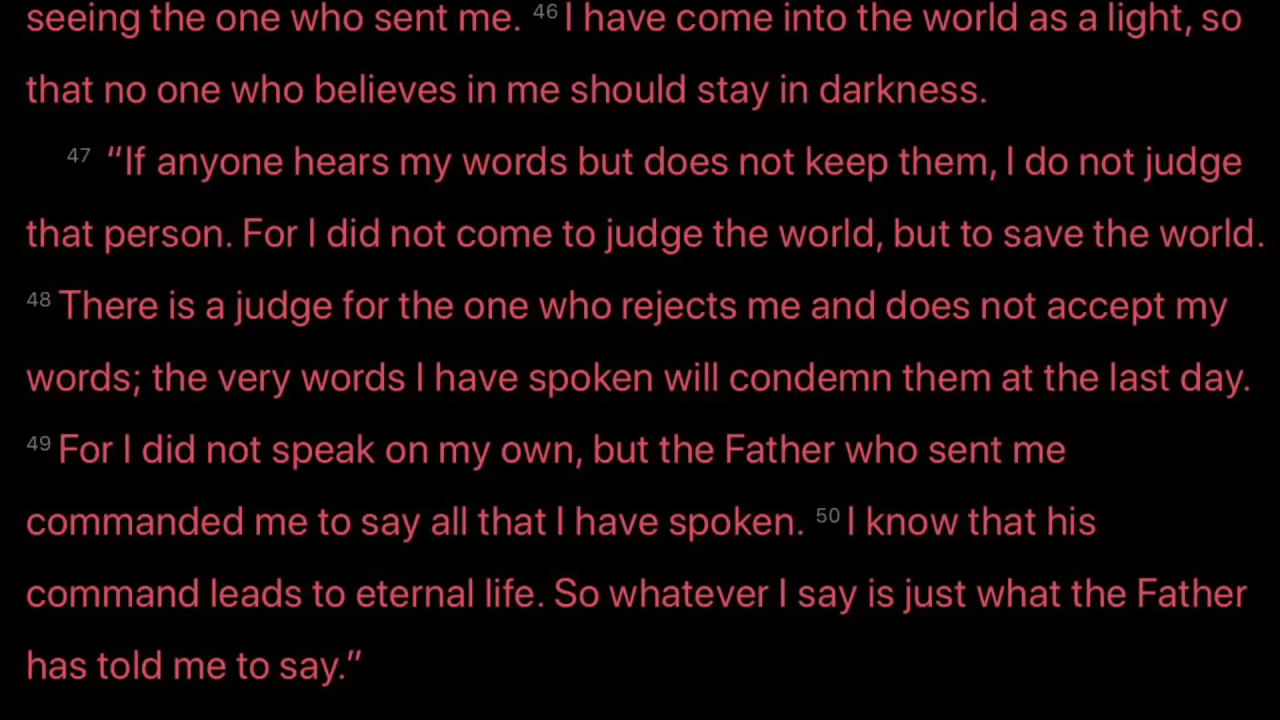 seeing the one who sent me. 46 I have come into the world as a light, so
that no one who believes in me should stay in darkness.
47 “If anyone hears my words but does not keep them, I do not judge
that person. For I did not come to judge the world, but to save the world.
48 There is a judge for the one who rejects me and does not accept my
words; the very words I have spoken will condemn them at the last day.
49 For I did not speak on my own, but the Father who sent me
commanded me to say all that I have spoken. 50 I know that his
command leads to eternal life. So whatever I say is just what the Father
has told me to say.”